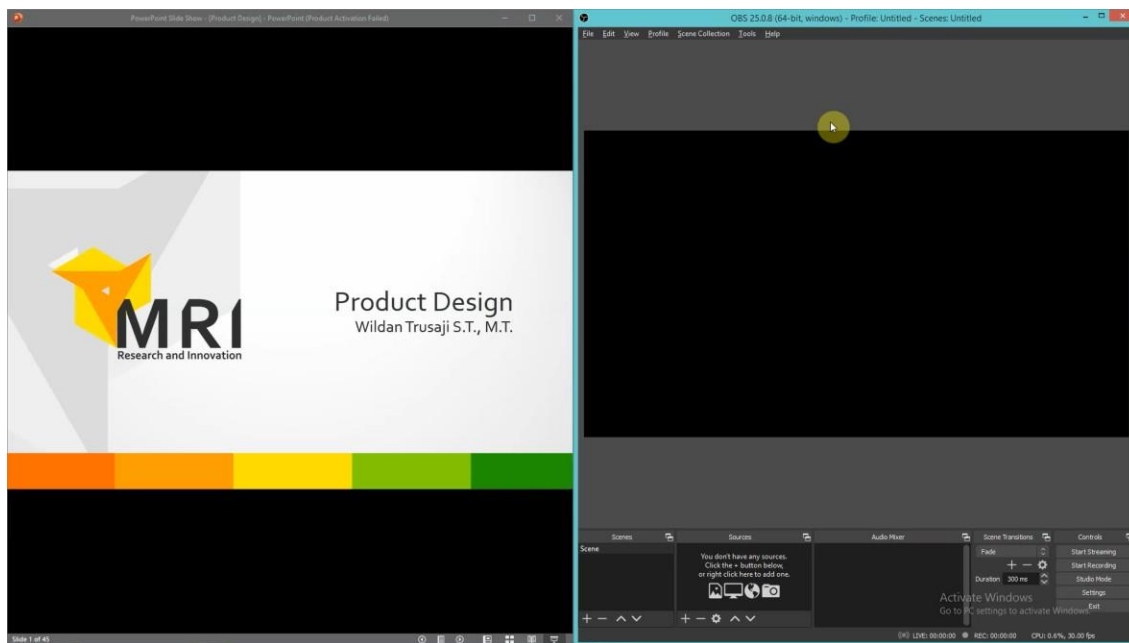 PowerPoint Slide Show - [Product Design] - PowerPoint (Product Activation Failed)
MRI
Research and Innovation
Product Design
Wildan Trusaji S.T., M.T.
Slide 1 of 45
OBS 25.0.8 (64-bit, windows) - Profile: Untitled - Scenes: Untitled
File Edit View Profile Scene Collection Tools Help
Scenes
Scene
Sources
You don't have any sources.
Click the + button below,
or right click here to add one.
Audio Mixer
Scene Transitions
Fade
Duration 300 ms
Controls
Start Streaming
Start Recording
Studio Mode
Settings
Exit
Activate Windows
Go to PC settings to activate Windows.
LIVE: 00:00:00 REC: 00:00:00 CPU: 0.6%, 30.00 fps